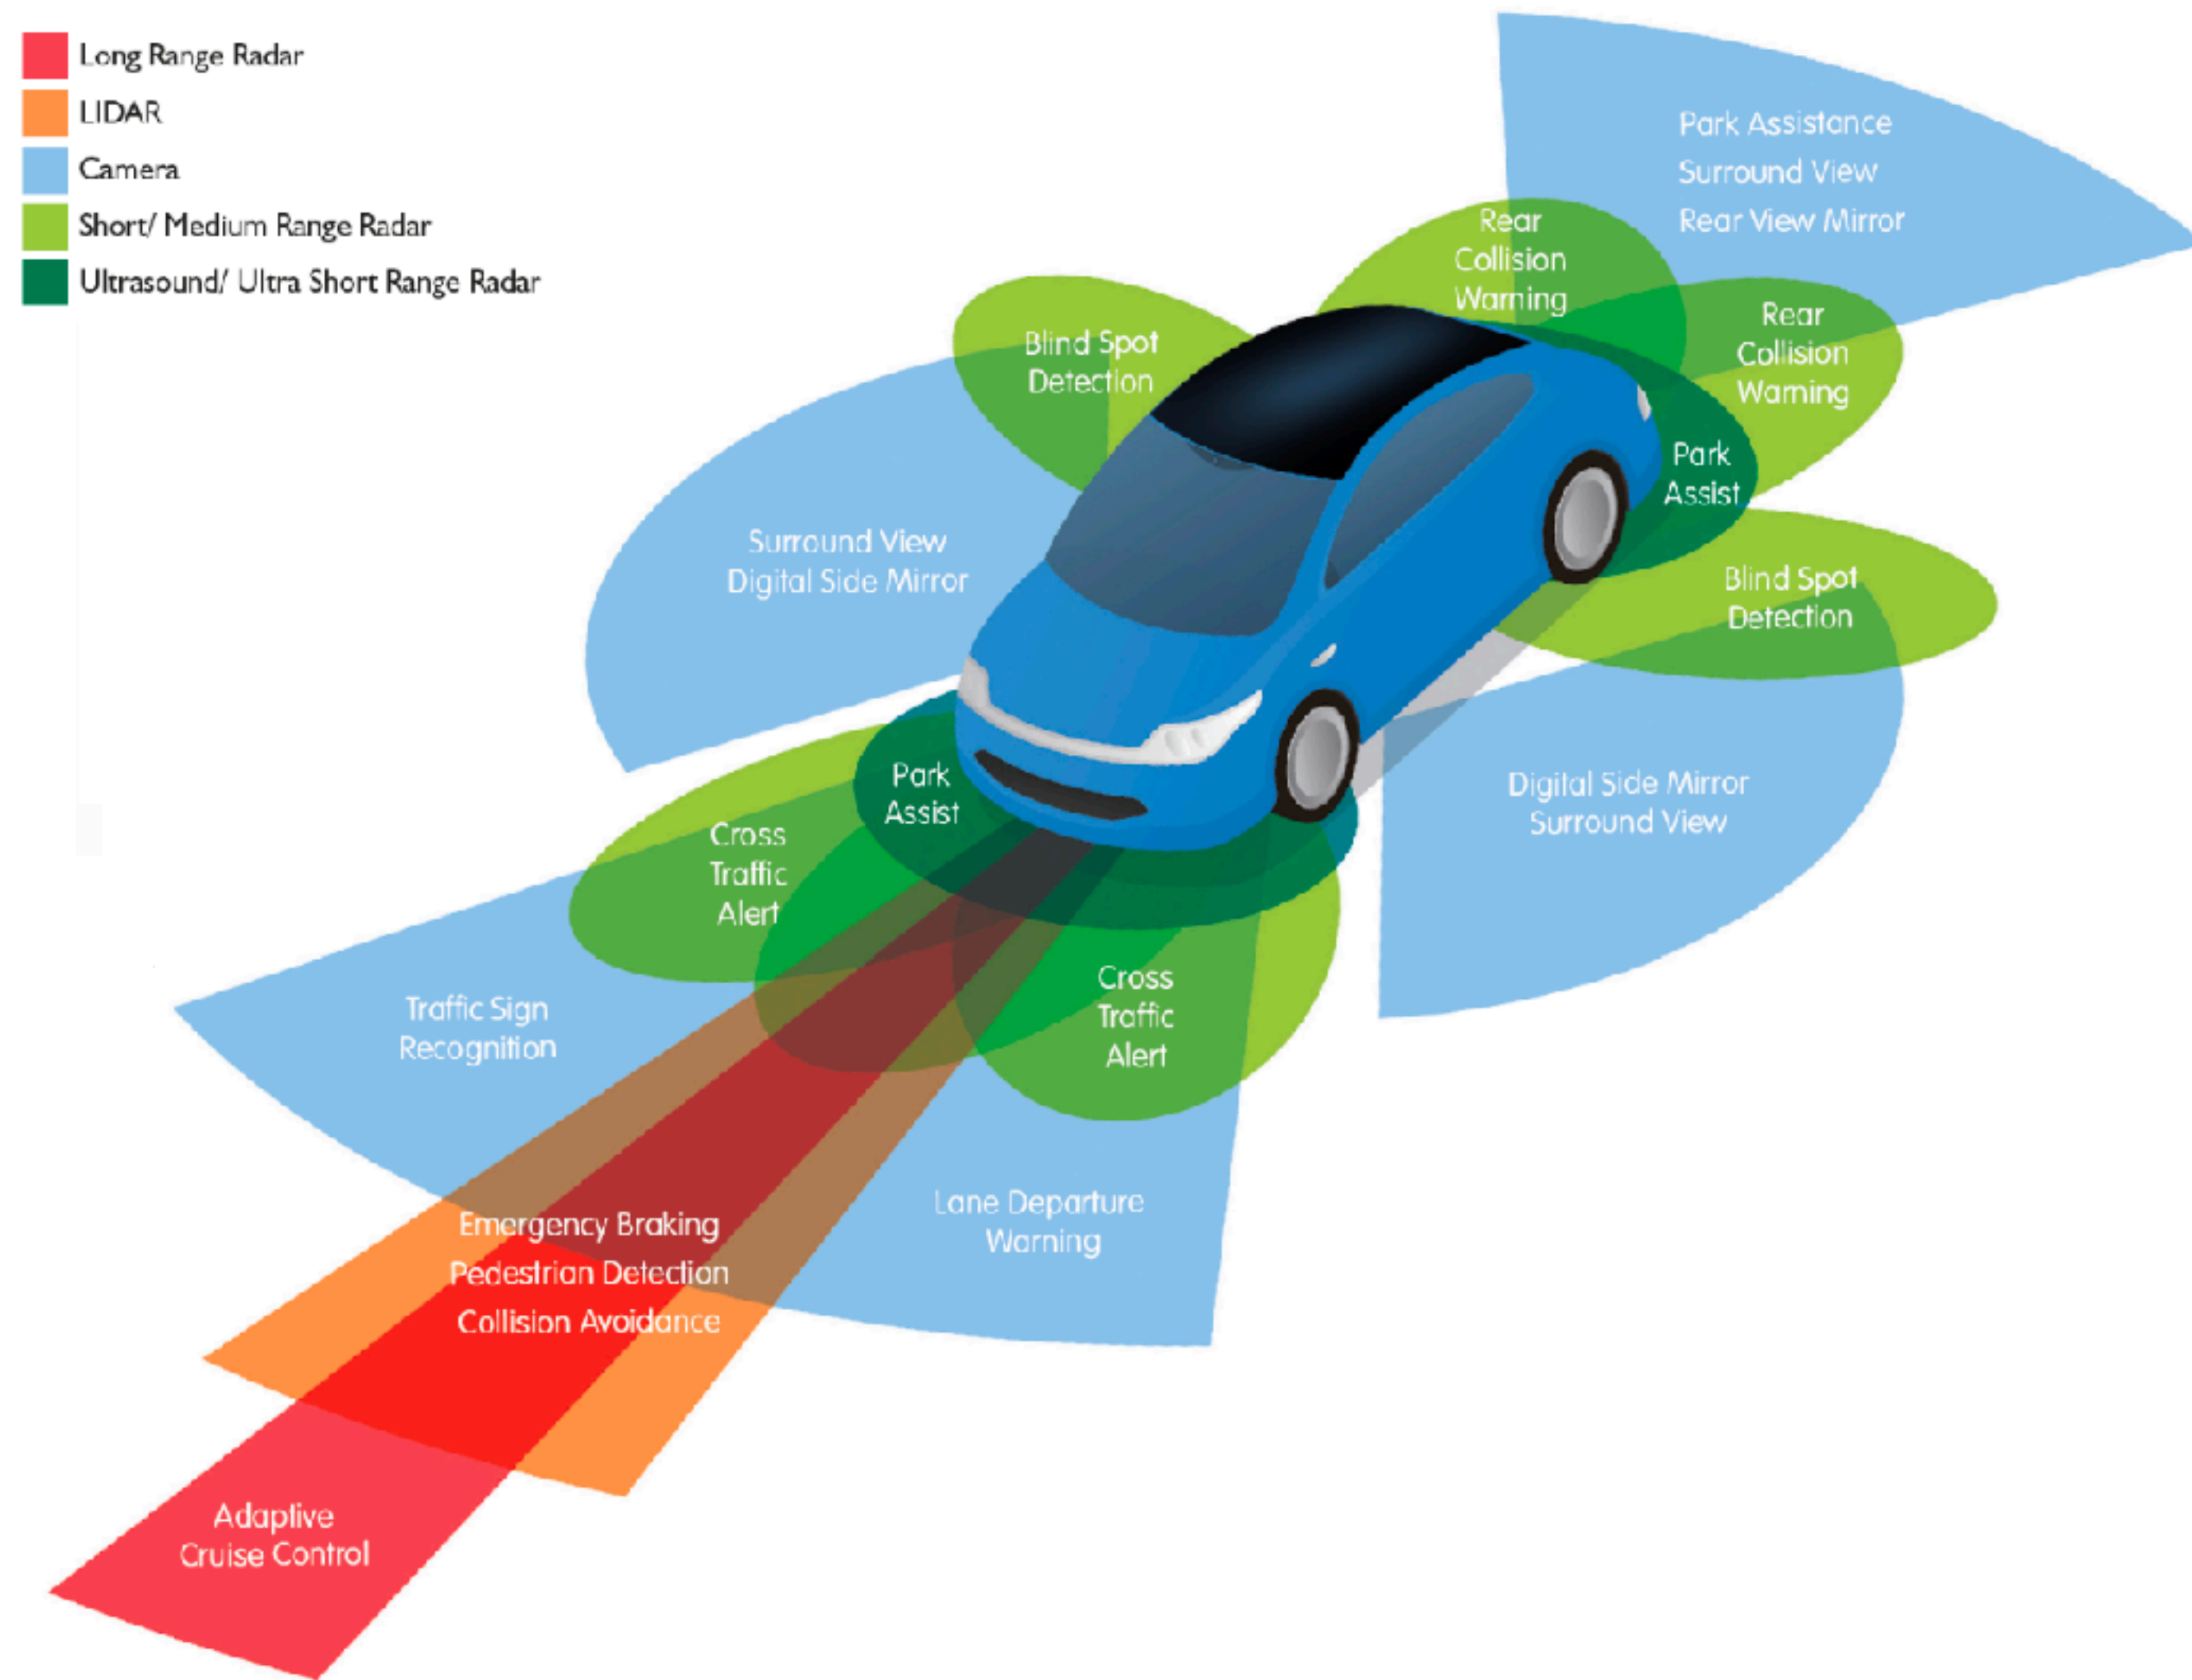 Long Range Radar
LIDAR
Camera
Short/ Medium Range Radar
Ultrasound/ Ultra Short Range Radar
Park Assistance
Surround View
Rear View Mirror
Rear
Collision
Warning
Rear
Collision
Warning
Blind Spot
Detection
Park
Assist
Surround View
Digital Side Mirror
Blind Spot
Detection
Park
Assist
Digital Side Mirror
Surround View
Cross
Traffic
Alert
Cross
Traffic
Alert
Traffic Sign
Recognition
Lane Departure
Warning
Emergency Braking
Pedestrian Detection
Collision Avoidance
Adaptive
Cruise Control